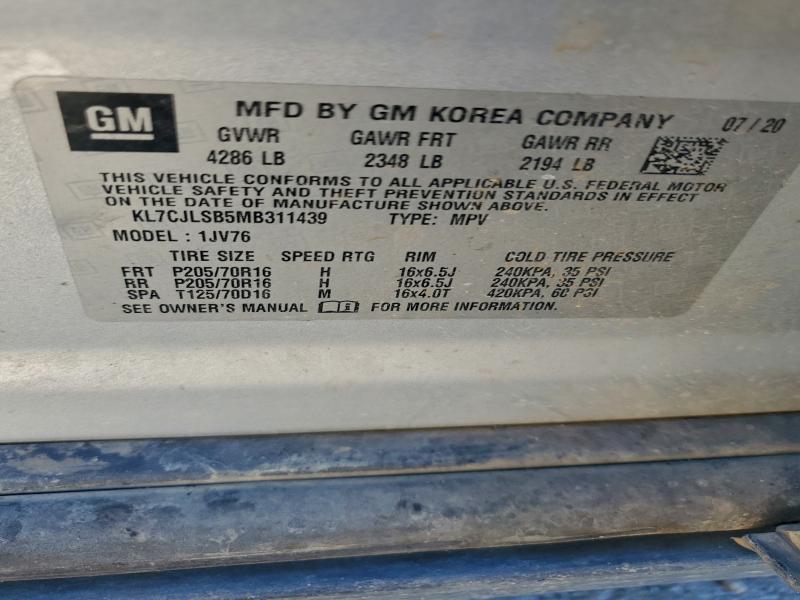 GM
MFD BY GM KOREA COMPANY 07/20
GVWR GAWR FRT GAWR RR
4286 LB 2348 LB 2194 LB
THIS VEHICLE CONFORMS TO ALL APPLICABLE U.S. FEDERAL MOTOR
VEHICLE SAFETY AND THEFT PREVENTION STANDARDS IN EFFECT
ON THE DATE OF MANUFACTURE SHOWN ABOVE.
KL7CJLSB5MB311439 TYPE: MPV
MODEL : 1JV76
TIRE SIZE SPEED RTG RIM COLD TIRE PRESSURE
FRT P205/70R16 H 16x6.5J 240KPA, 35 PSI
RR P205/70R16 H 16x6.5J 240KPA, 35 PSI
SPA T125/70D16 M 16x4.0T 420KPA, 60 PSI
SEE OWNER'S MANUAL FOR MORE INFORMATION.